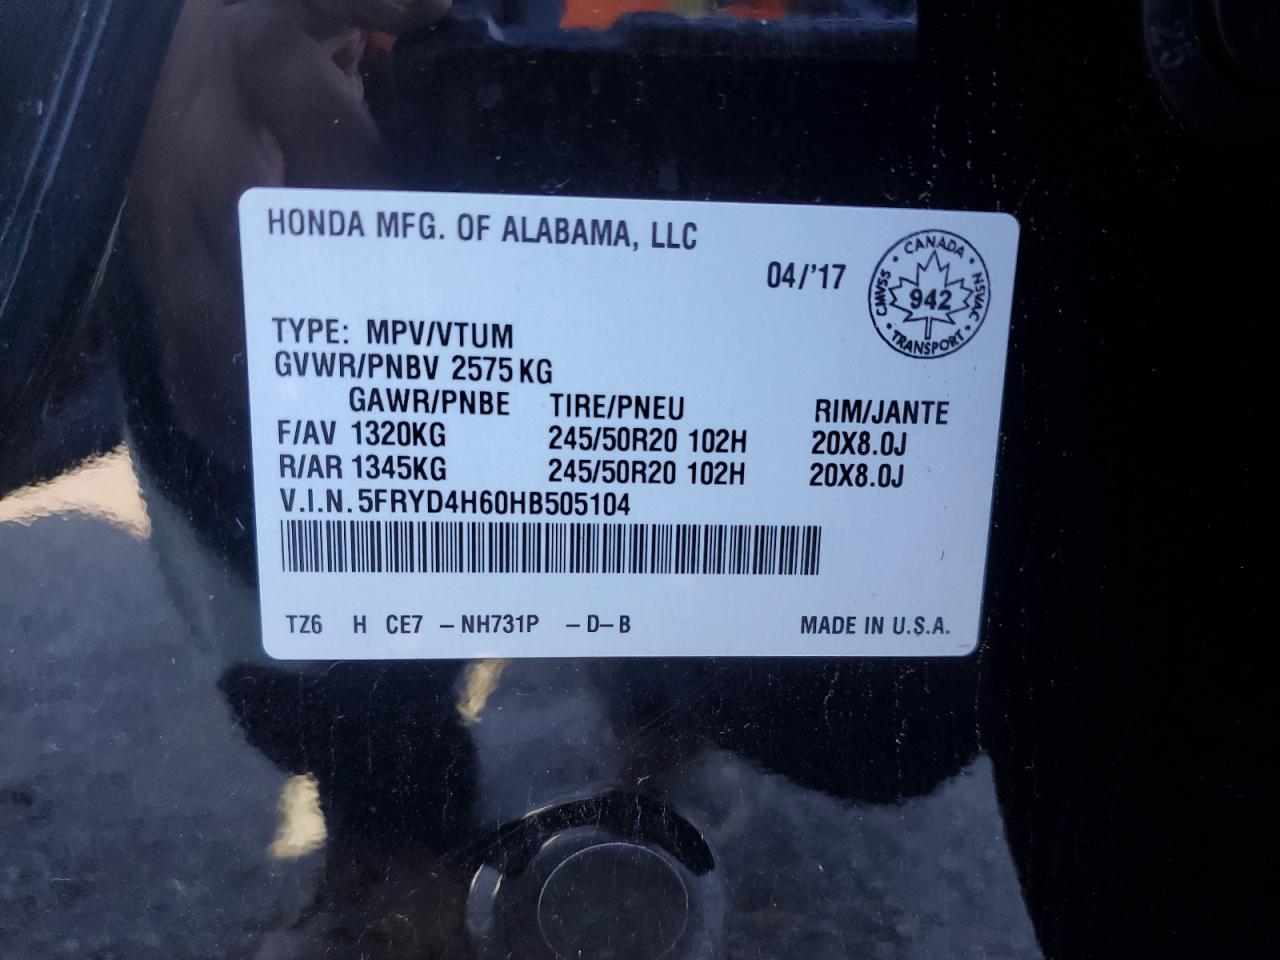 HONDA MFG. OF ALABAMA, LLC
04/'17
CMVSS • CANADA • NSVAC • TRANSPORT •
942
TYPE: MPV/VTUM
GVWR/PNBV 2575KG
GAWR/PNBE TIRE/PNEU RIM/JANTE
F/AV 1320KG 245/50R20 102H 20X8.0J
R/AR 1345KG 245/50R20 102H 20X8.0J
V.I.N. 5FRYD4H60HB505104
TZ6 H CE7 –NH731P –D–B MADE IN U.S.A.